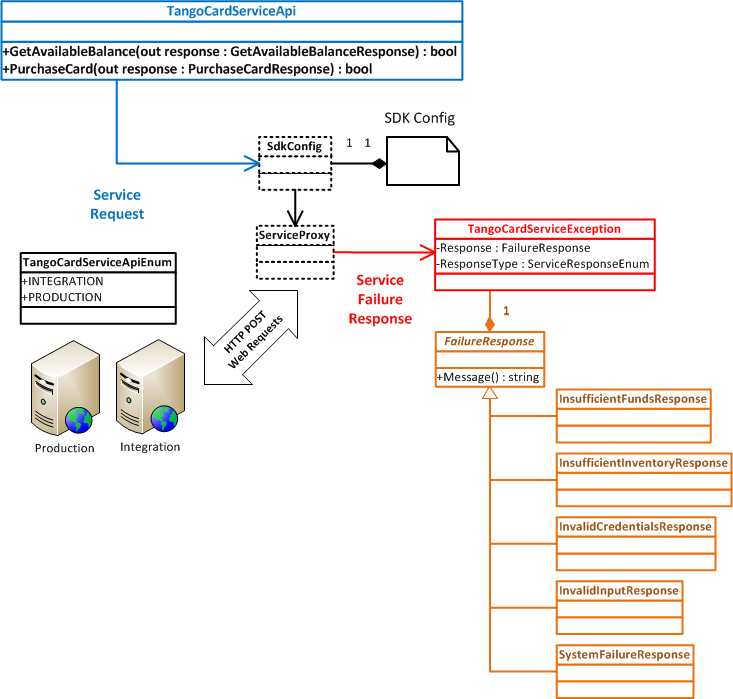 TangoCardServiceApi
+GetAvailableBalance(out response : GetAvailableBalanceResponse) : bool
+PurchaseCard(out response : PurchaseCardResponse) : bool
SDK Config
SdkConfig
1 1
Service
Request
ServiceProxy
TangoCardServiceException
-Response : FailureResponse
-ResponseType : ServiceResponseEnum
TangoCardServiceApiEnum
+INTEGRATION
+PRODUCTION
Service
Failure
Response
1
HTTP POST
Web Requests
FailureResponse
+Message() : string
Production
Integration
InsufficientFundsResponse
InsufficientInventoryResponse
InvalidCredentialsResponse
InvalidInputResponse
SystemFailureResponse